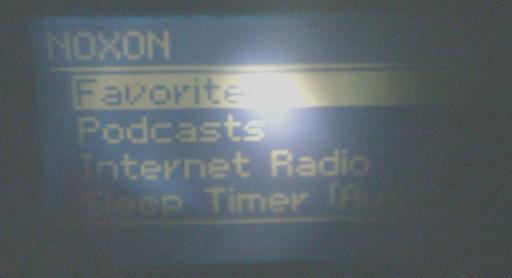 NOXON
Favorite
Podcasts
Internet Radio
Sleep Timer